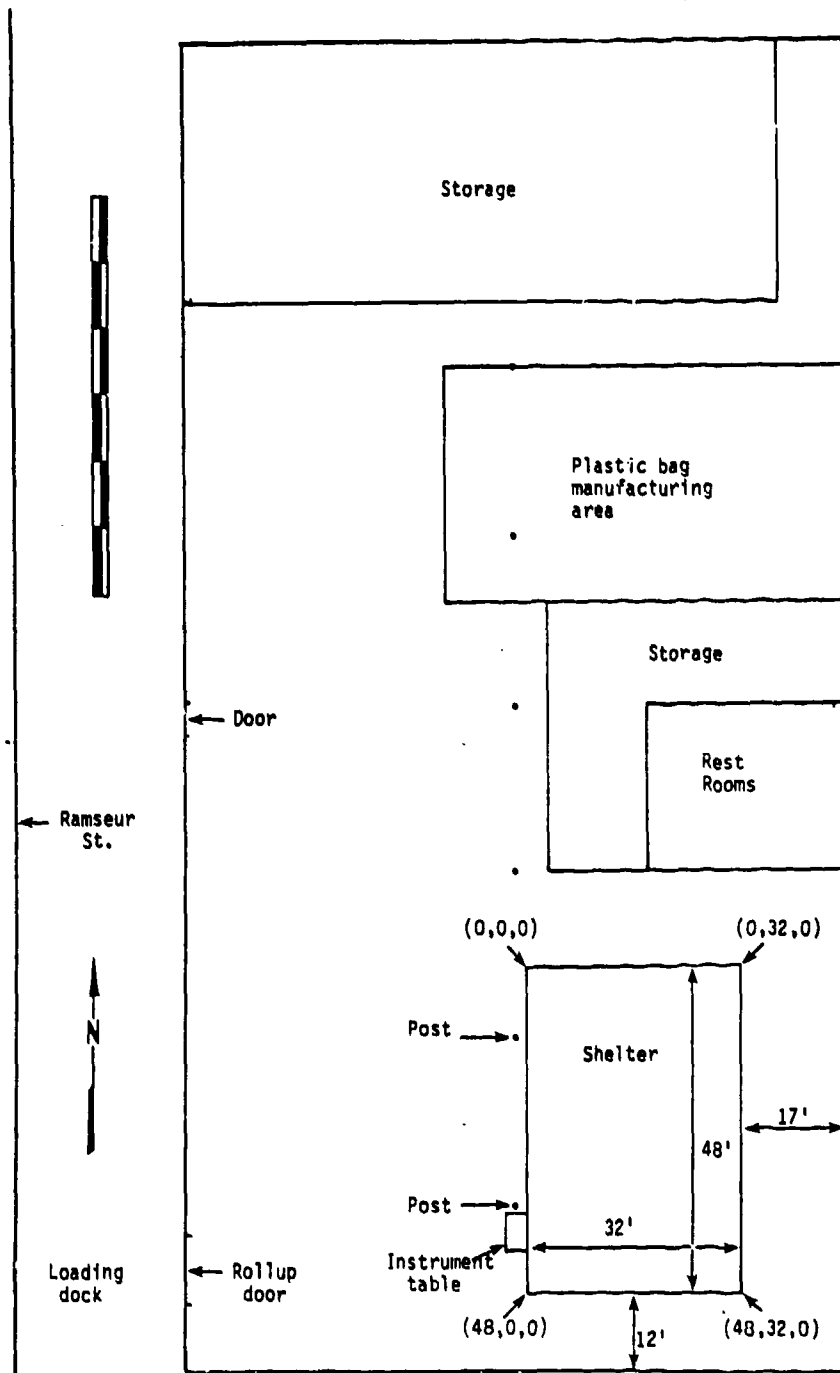 Storage
Plastic bag
manufacturing
area
Storage
Door
Rest
Rooms
Ramseur
St.
(0,0,0)
(0,32,0)
N
Post
Shelter
17'
48'
Post
32'
Instrument
table
Loading
dock
Rollup
door
(48,0,0)
12'
(48,32,0)